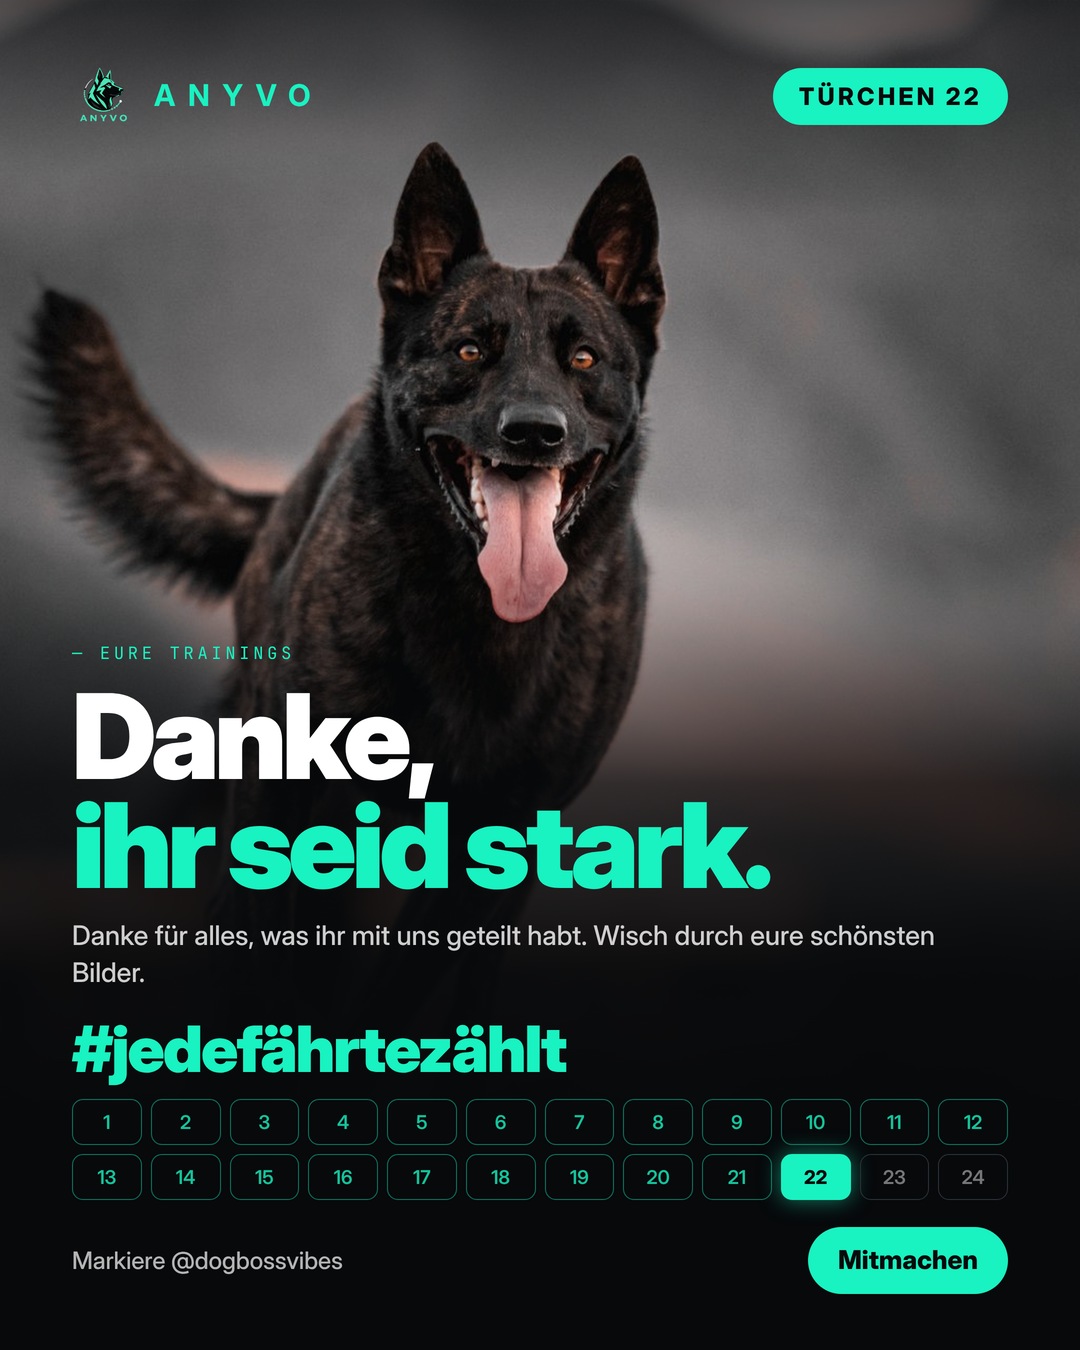 ANYVO
ANYVO
TÜRCHEN 22
— EURE TRAININGS
Danke,
ihr seid stark.
Danke für alles, was ihr mit uns geteilt habt. Wisch durch eure schönsten
Bilder.
#jedefährtezählt
1 2 3 4 5 6 7 8 9 10 11 12
13 14 15 16 17 18 19 20 21 22 23 24
Markiere @dogbossvibes
Mitmachen